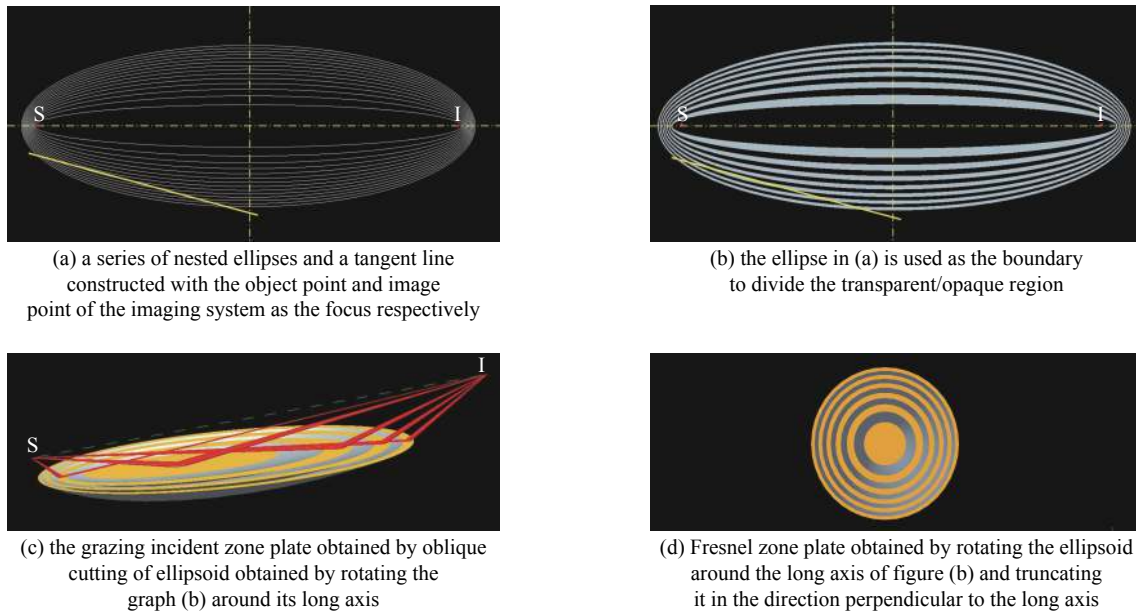 S
I
(a) a series of nested ellipses and a tangent line
constructed with the object point and image
point of the imaging system as the focus respectively
S
I
(b) the ellipse in (a) is used as the boundary
to divide the transparent/opaque region
I
S
(c) the grazing incident zone plate obtained by oblique
cutting of ellipsoid obtained by rotating the
graph (b) around its long axis
(d) Fresnel zone plate obtained by rotating the ellipsoid
around the long axis of figure (b) and truncating
it in the direction perpendicular to the long axis